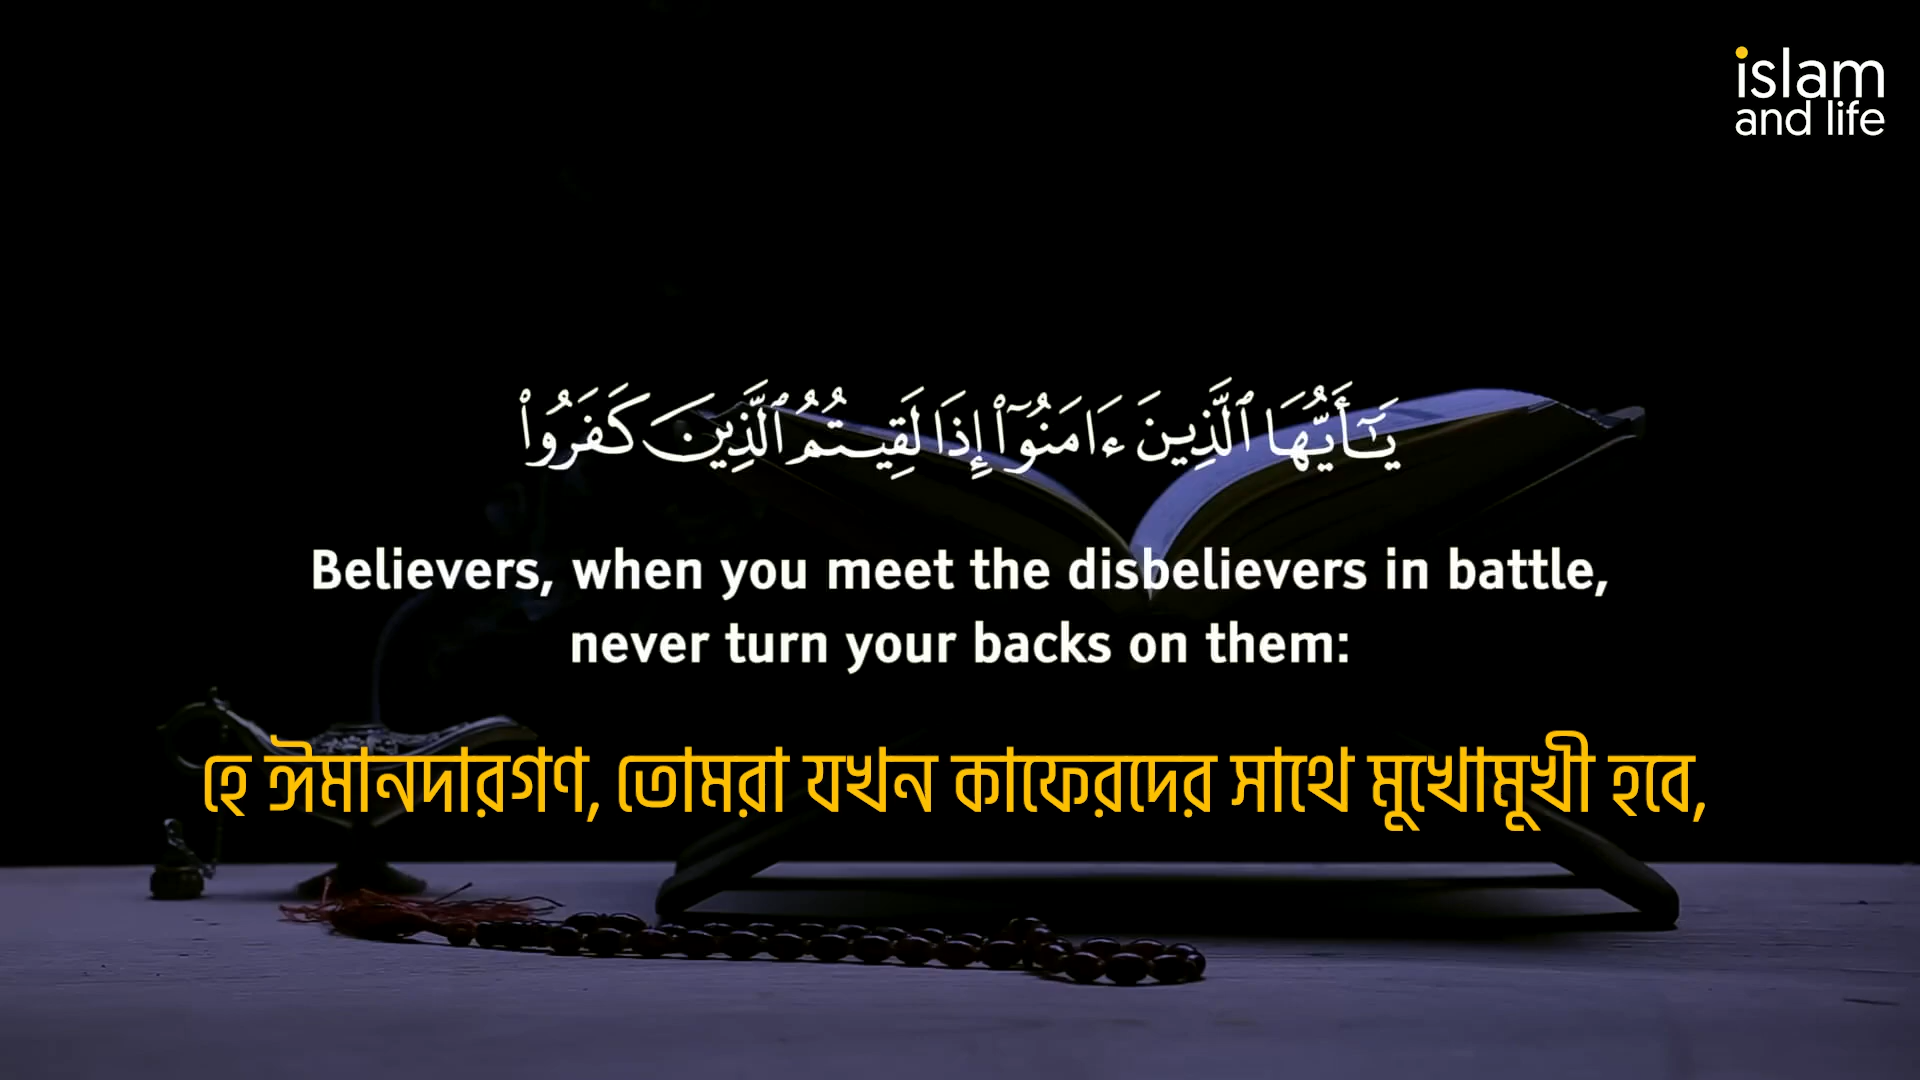 islam
and life
يَـٰٓأَيُّهَا ٱلَّذِينَ ءَامَنُوٓا۟ إِذَا لَقِيتُمُ ٱلَّذِينَ كَفَرُوا۟
Believers, when you meet the disbelievers in battle,
never turn your backs on them:
হে ঈমানদারগণ, তোমরা যখন কাফেরদের সাথে মুখোমুখী হবে,